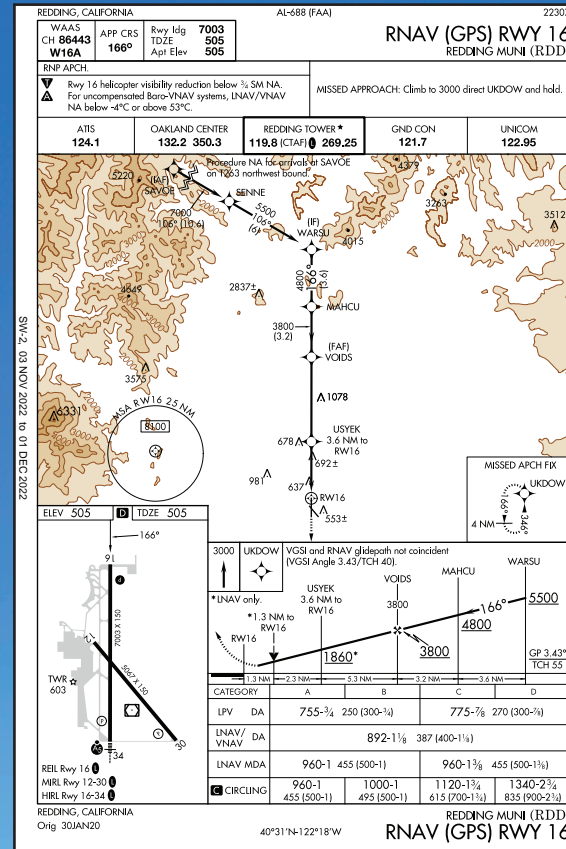 REDDING, CALIFORNIA
AL-688 (FAA)
WAAS
CH 86443
W16A
APP CRS
166°
Rwy ldg 7003
TDZE 505
Apt Elev 505
RNAV (GPS) RWY 16
REDDING MUNI (RDD
RNP APCH.
Rwy 16 helicopter visibility reduction below ¾ SM NA.
For uncompensated Baro-VNAV systems, LNAV/VNAV
NA below -4°C or above 53°C.
MISSED APPROACH: Climb to 3000 direct UKDOW and hold.
ATIS
124.1
OAKLAND CENTER
132.2 350.3
REDDING TOWER *
119.8 (CTAF) L 269.25
GND CON
121.7
UNICOM
122.95
Procedure NA for arrivals at SAVOE
on 1263 northwest bound.
(IAF)
SAVOE
5220
SENNE
5500
106°
(6)
7000
106° (10.6)
4379
3263
3512
2000
(IF)
WARSU
4015
4800
166°
(3.6)
2837±
MAHCU
4649
3800
(3.2)
(FAF)
VOIDS
3575
1078
6331
MSA RW16 25 NM
8100
USYEK
3.6 NM to
RW16
678
692±
981
637
RW16
553±
MISSED APCH FIX
UKDOW
166°
346°
4 NM
SW-2, 03 NOV 2022 to 01 DEC 2022
ELEV 505
D
TDZE 505
166°
16
P
7003 X 150
12
5067 X 150
TWR
603
34
30
REIL Rwy 16 L
MIRL Rwy 12-30 L
HIRL Rwy 16-34 L
3000
UKDOW
VGSI and RNAV glidepath not coincident
(VGSI Angle 3.43/TCH 40).
*LNAV only.
*1.3 NM to
RW16
RW16
USYEK
3.6 NM to
RW16
VOIDS
MAHCU
WARSU
3800
166°
5500
4800
3800
1860*
GP 3.43°
TCH 55
1.3 NM
2.3 NM
5.3 NM
3.2 NM
3.6 NM
CATEGORY A B C D
LPV DA 755-¾ 250 (300-¾) 775-⅞ 270 (300-⅞)
LNAV/
VNAV DA 892-1⅛ 387 (400-1⅛)
LNAV MDA 960-1 455 (500-1) 960-1⅜ 455 (500-1⅜)
C CIRCLING 960-1 1000-1 1120-1¾ 1340-2¾
455 (500-1) 495 (500-1) 615 (700-1¾) 835 (900-2¾)
REDDING, CALIFORNIA
Orig 30JAN20
40°31'N-122°18'W
REDDING MUNI (RDD
RNAV (GPS) RWY 16